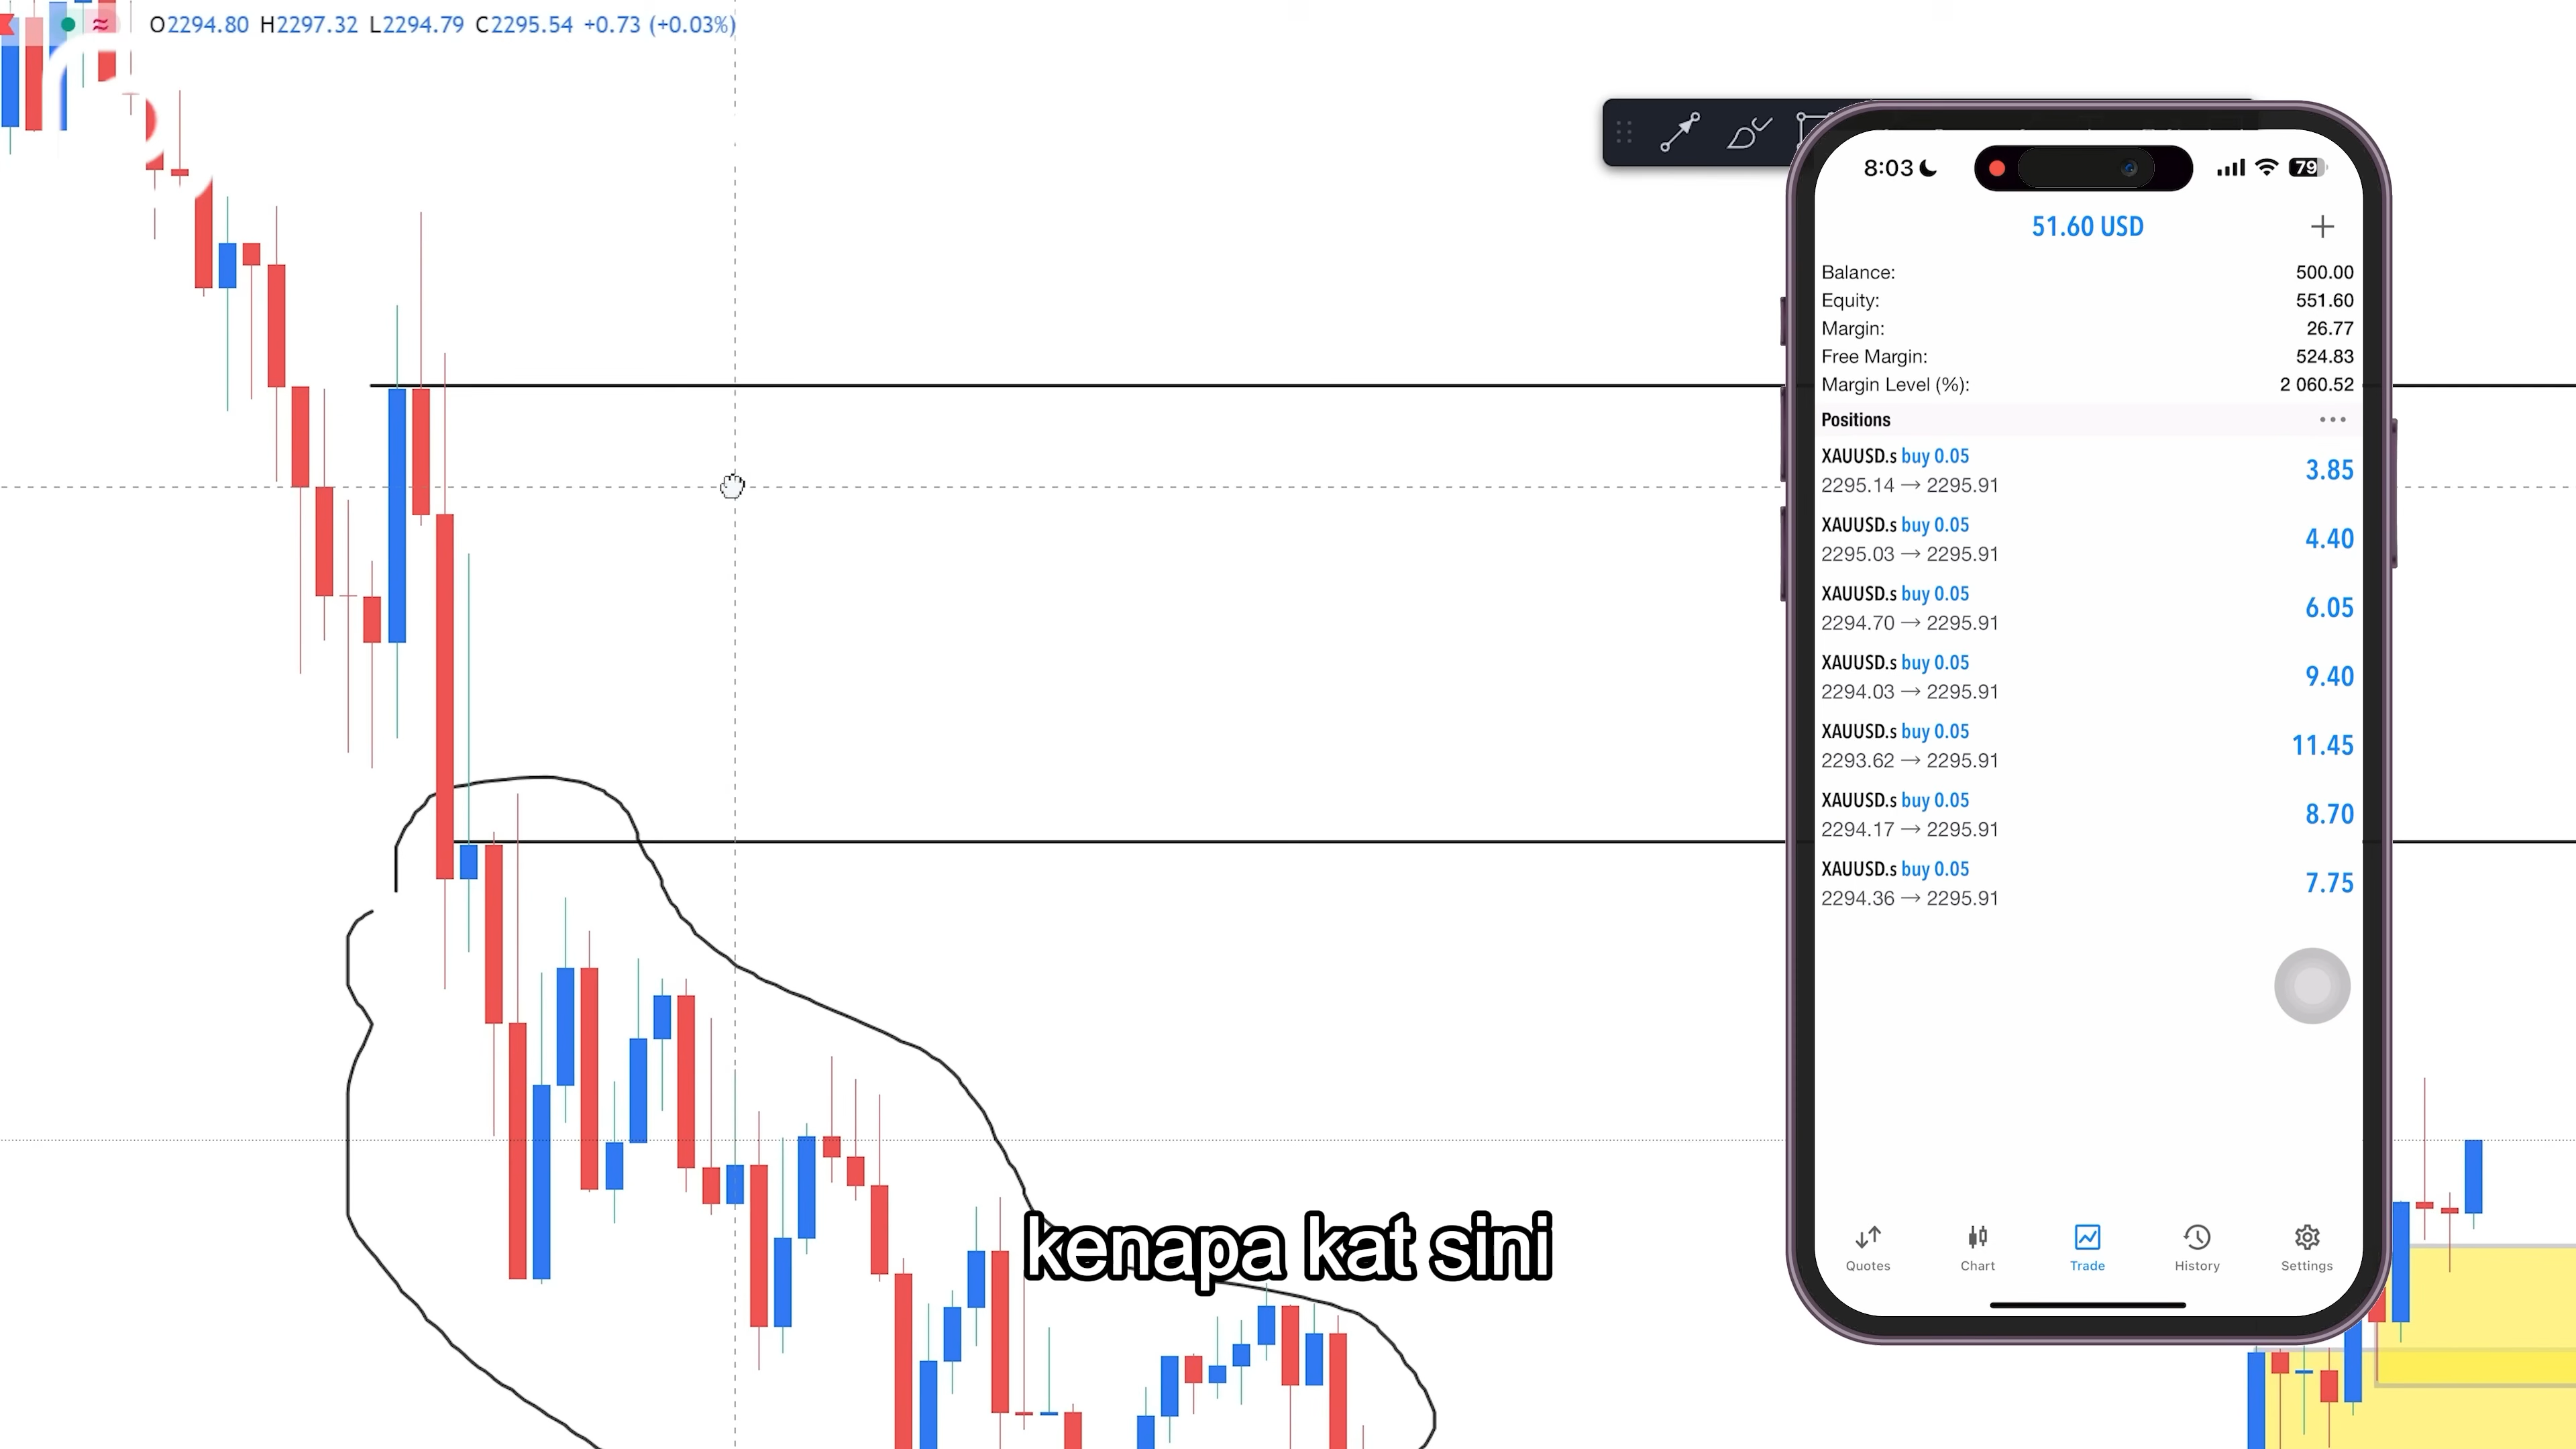 O2294.80 H2297.32 L2294.79 C2295.54 +0.73 (+0.03%)
8:03 79
51.60 USD
Balance: 500.00
Equity: 551.60
Margin: 26.77
Free Margin: 524.83
Margin Level (%): 2 060.52
Positions
XAUUSD.s buy 0.05 3.85
2295.14 → 2295.91
XAUUSD.s buy 0.05 4.40
2295.03 → 2295.91
XAUUSD.s buy 0.05 6.05
2294.70 → 2295.91
XAUUSD.s buy 0.05 9.40
2294.03 → 2295.91
XAUUSD.s buy 0.05 11.45
2293.62 → 2295.91
XAUUSD.s buy 0.05 8.70
2294.17 → 2295.91
XAUUSD.s buy 0.05 7.75
2294.36 → 2295.91
kenapa kat sini
Quotes Chart Trade History Settings